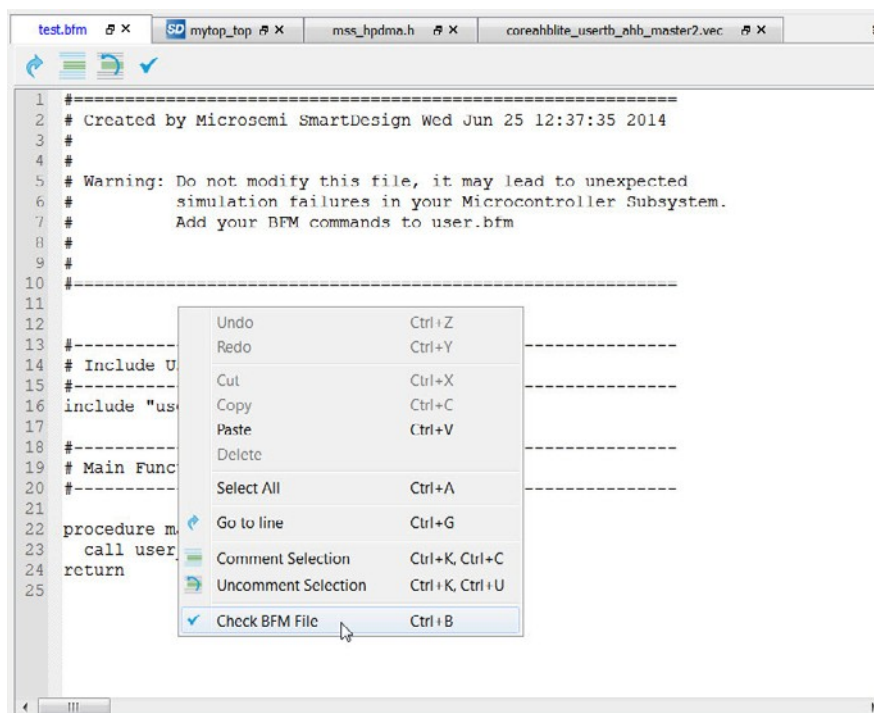 test.bfm
SD mytop_top
mss_hpdma.h
coreahblite_usertb_ahb_master2.vec
1 #===========================================================
2 # Created by Microsemi SmartDesign Wed Jun 25 12:37:35 2014
3 #
4 #
5 # Warning: Do not modify this file, it may lead to unexpected
6 # simulation failures in your Microcontroller Subsystem.
7 # Add your BFM commands to user.bfm
8 #
9 #
10 #-----------------------------------------------------------
11
12
13 #-----------------------------------------------------------
14 # Include U
15 #-----------------------------------------------------------
16 include "use
17
18 #-----------------------------------------------------------
19 # Main Func
20 #-----------------------------------------------------------
21
22 procedure m
23 call user_
24 return
25
Undo Ctrl+Z
Redo Ctrl+Y
Cut Ctrl+X
Copy Ctrl+C
Paste Ctrl+V
Delete
Select All Ctrl+A
Go to line Ctrl+G
Comment Selection Ctrl+K, Ctrl+C
Uncomment Selection Ctrl+K, Ctrl+U
Check BFM File Ctrl+B